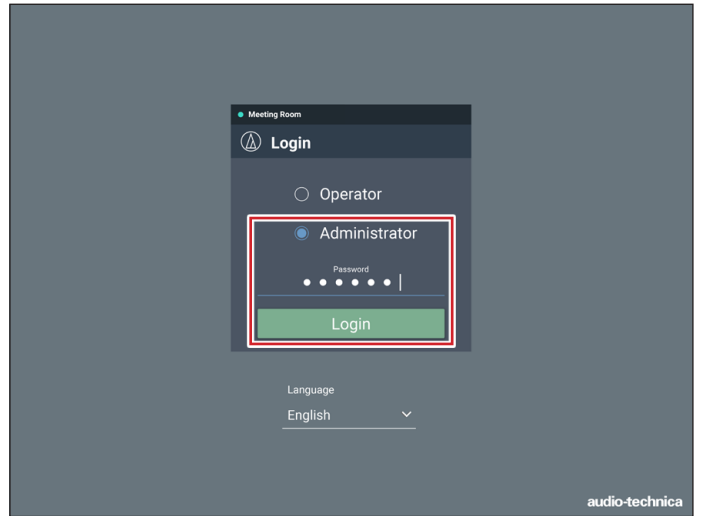 Meeting Room
Login
Operator
Administrator
Password
Login
Language
English
audio-technica